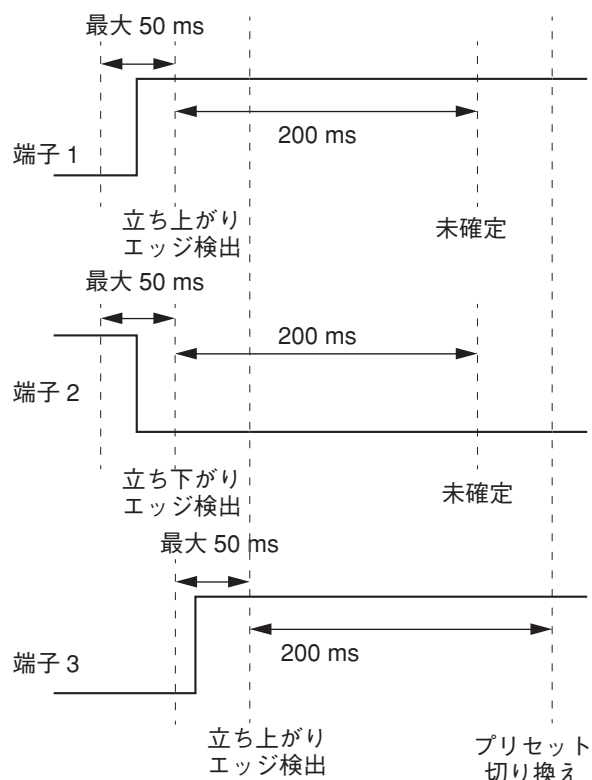 最大 50 ms
200 ms
端子 1
立ち上がり
エッジ検出
未確定
最大 50 ms
200 ms
端子 2
立ち下がり
エッジ検出
未確定
最大 50 ms
200 ms
端子 3
立ち上がり
エッジ検出
プリセット
切り換え